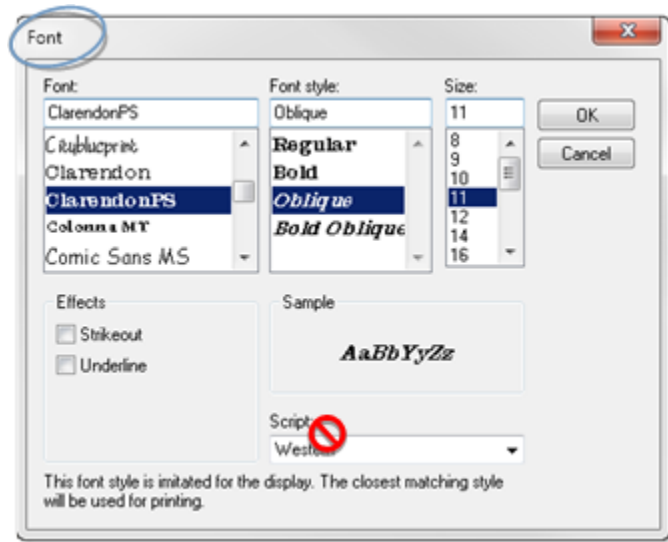 Font
Font: Font style: Size:
ClarendonPS Oblique 11 OK
Cityblueprint Regular 8 Cancel
Clarendon Bold 9
ClarendonPS Oblique 10
Colonna MT Bold Oblique 11
Comic Sans MS 12
14
16
Effects Sample
Strikeout
Underline
AaBbYyZz
Script:
This font style is imitated for the display. The closest matching style
will be used for printing.